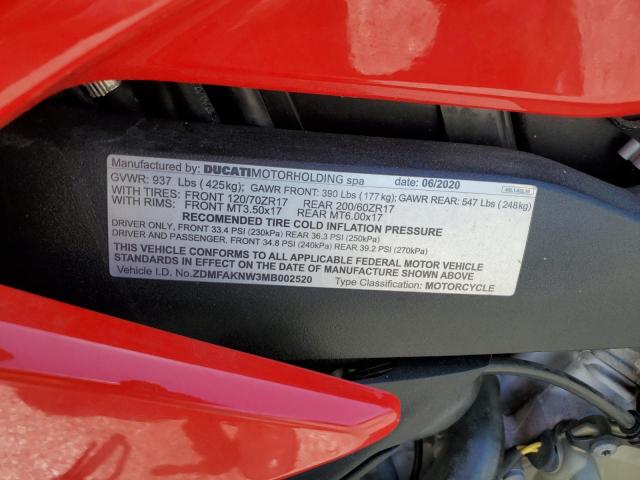 Manufactured by: DUCATIMOTORHOLDING spa date: 06/2020
GVWR: 937 Lbs (425kg); GAWR FRONT: 390 Lbs (177kg); GAWR REAR: 547 Lbs (248kg)
WITH TIRES: FRONT 120/70ZR17 REAR 200/60ZR17
WITH RIMS: FRONT MT3.50x17 REAR MT6.00x17
RECOMENDED TIRE COLD INFLATION PRESSURE
DRIVER ONLY, FRONT 33.4 PSI (230kPa) REAR 36.3 PSI (250kPa)
DRIVER AND PASSENGER, FRONT 34.8 PSI (240kPa) REAR 39.2 PSI (270kPa)
THIS VEHICLE CONFORMS TO ALL APPLICABLE FEDERAL MOTOR VEHICLE
STANDARDS IN EFFECT ON THE DATE OF MANUFACTURE SHOWN ABOVE
Vehicle I.D. No.ZDMFAKNW3MB002520 Type Classification: MOTORCYCLE